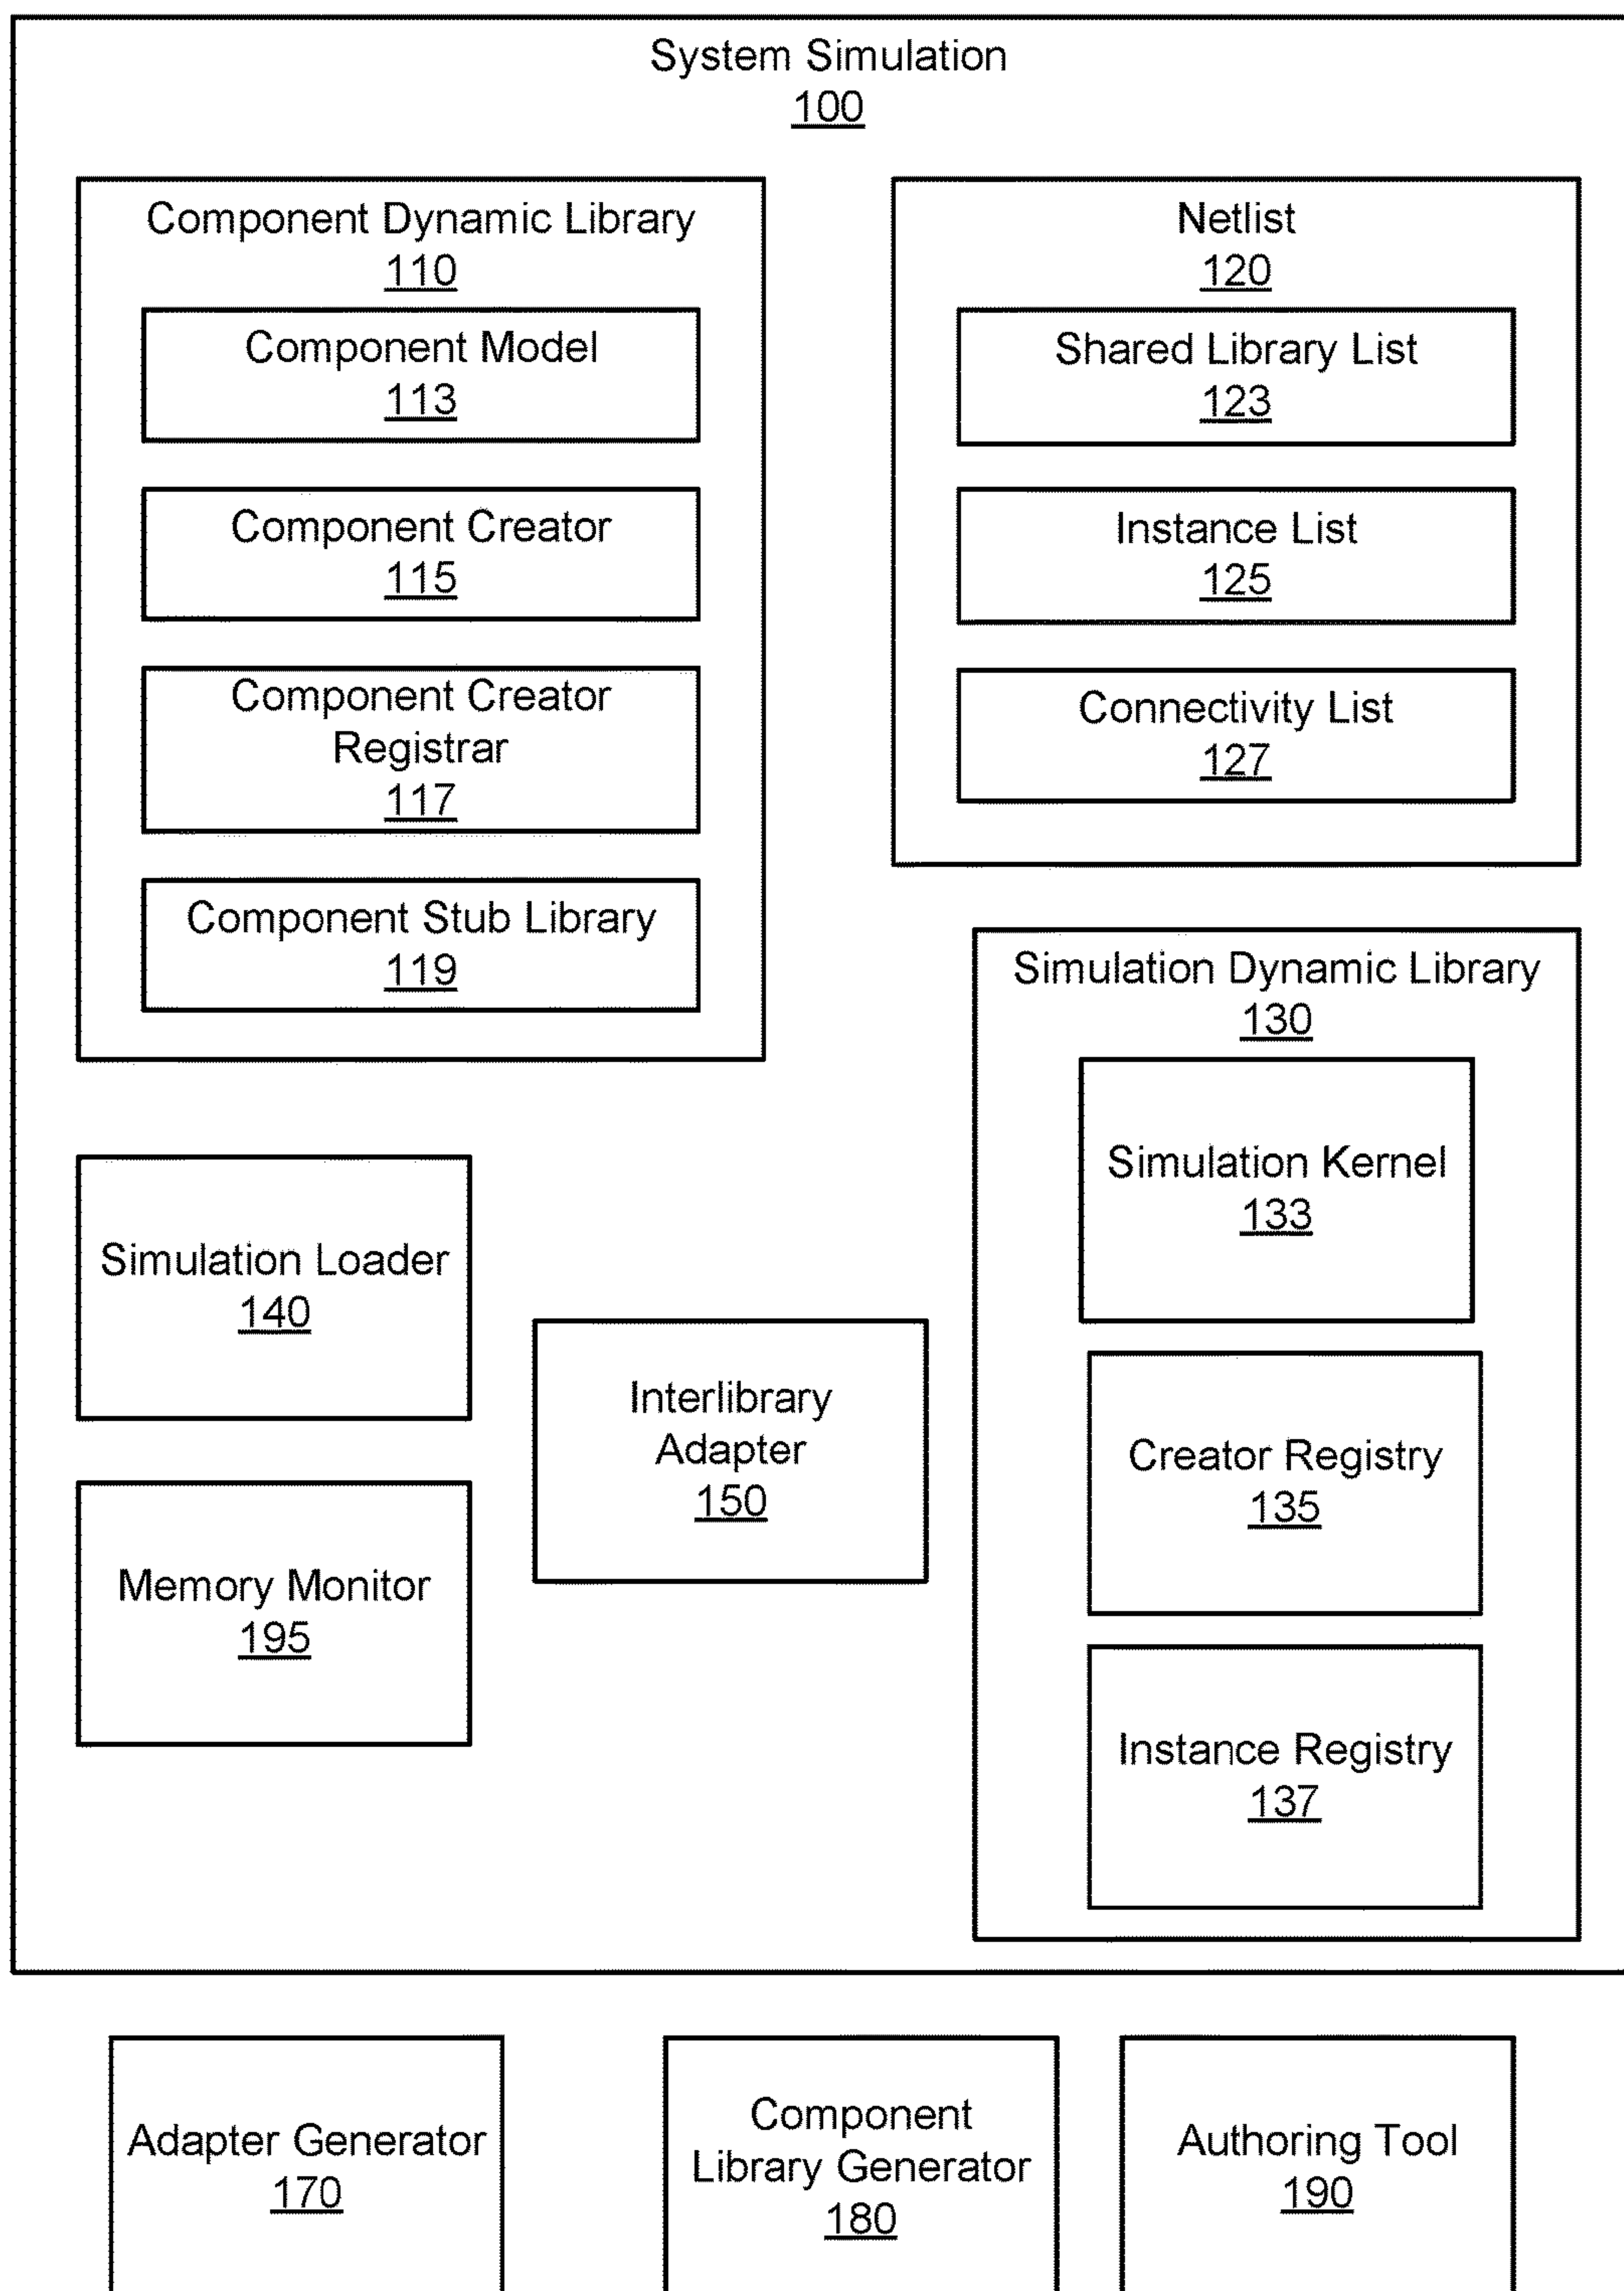 System Simulation
100
Component Dynamic Library
110
Component Model
113
Component Creator
115
Component Creator
Registrar
117
Component Stub Library
119
Netlist
120
Shared Library List
123
Instance List
125
Connectivity List
127
Simulation Dynamic Library
130
Simulation Kernel
133
Creator Registry
135
Instance Registry
137
Simulation Loader
140
Interlibrary
Adapter
150
Memory Monitor
195
Adapter Generator
170
Component
Library Generator
180
Authoring Tool
190